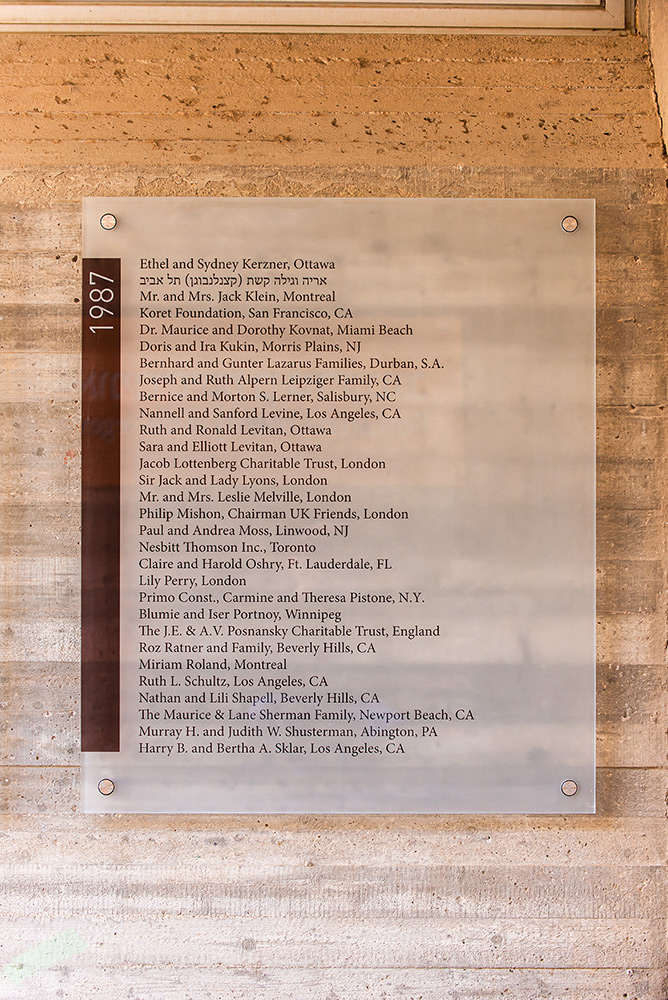 1987
Ethel and Sydney Kerzner, Ottawa
אריה וגילה קשת (קצנלנבוגן) תל אביב
Mr. and Mrs. Jack Klein, Montreal
Koret Foundation, San Francisco, CA
Dr. Maurice and Dorothy Kovnat, Miami Beach
Doris and Ira Kukin, Morris Plains, NJ
Bernhard and Gunter Lazarus Families, Durban, S.A.
Joseph and Ruth Alpern Leipziger Family, CA
Bernice and Morton S. Lerner, Salisbury, NC
Nannell and Sanford Levine, Los Angeles, CA
Ruth and Ronald Levitan, Ottawa
Sara and Elliott Levitan, Ottawa
Jacob Lottenberg Charitable Trust, London
Sir Jack and Lady Lyons, London
Mr. and Mrs. Leslie Melville, London
Philip Mishon, Chairman UK Friends, London
Paul and Andrea Moss, Linwood, NJ
Nesbitt Thomson Inc., Toronto
Claire and Harold Oshry, Ft. Lauderdale, FL
Lily Perry, London
Primo Const., Carmine and Theresa Pistone, N.Y.
Blumie and Iser Portnoy, Winnipeg
The J.E. & A.V. Posnansky Charitable Trust, England
Roz Ratner and Family, Beverly Hills, CA
Miriam Roland, Montreal
Ruth L. Schultz, Los Angeles, CA
Nathan and Lili Shapell, Beverly Hills, CA
The Maurice & Lane Sherman Family, Newport Beach, CA
Murray H. and Judith W. Shusterman, Abington, PA
Harry B. and Bertha A. Sklar, Los Angeles, CA